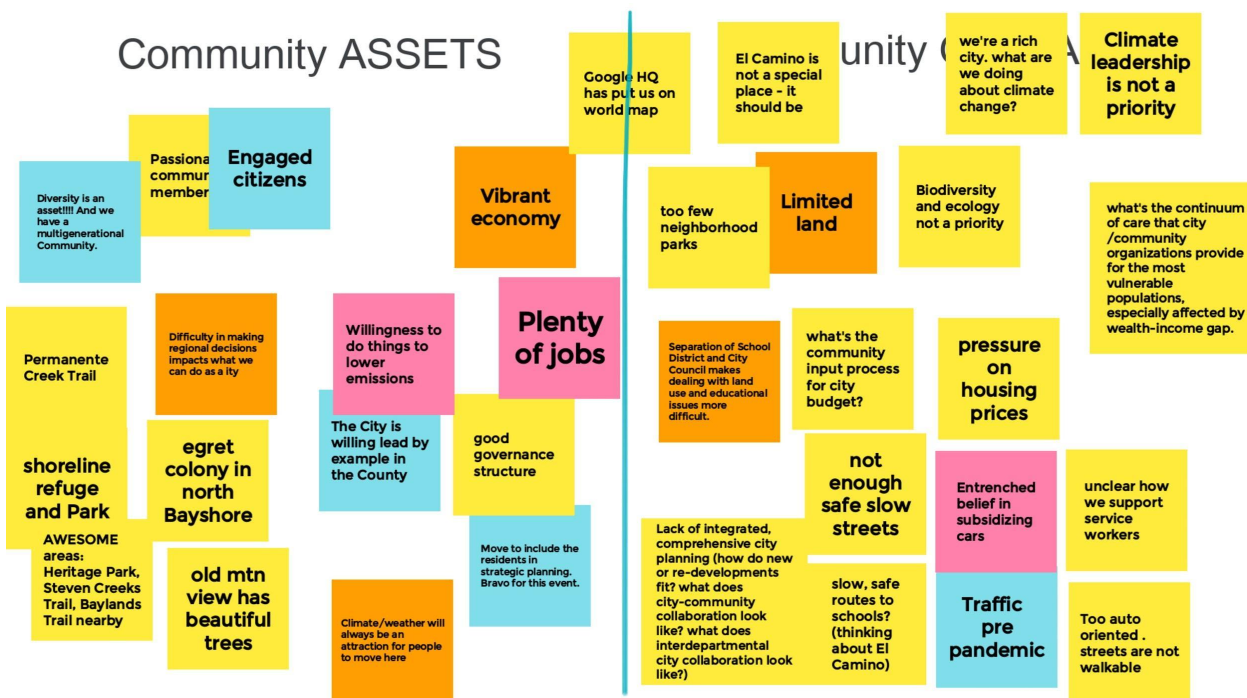 Community ASSETS
Google HQ
has put us on
world map
Passiona
commun
member
Engaged
citizens
Diversity is an
asset!!!! And we
have a
multigenerational
Community.
Vibrant
economy
Permanente
Creek Trail
Difficulty in making
regional decisions
impacts what we
can do as a ity
Willingness to
do things to
lower
emissions
Plenty
of jobs
The City is
willing lead by
example in
the County
good
governance
structure
shoreline
refuge
and Park
egret
colony in
north
Bayshore
AWESOME
areas:
Heritage Park,
Steven Creeks
Trail, Baylands
Trail nearby
old mtn
view has
beautiful
trees
Move to include the
residents in
strategic planning.
Bravo for this event.
Climate/weather will
always be an
attraction for people
to move here
unity
El Camino is
not a special
place - it
should be
we're a rich
city. what are
we doing
about climate
change?
Climate
leadership
is not a
priority
too few
neighborhood
parks
Limited
land
Biodiversity
and ecology
not a priority
what's the continuum
of care that city
/community
organizations provide
for the most
vulnerable
populations,
especially affected by
wealth-income gap.
Separation of School
District and City
Council makes
dealing with land
use and educational
issues more
difficult.
what's the
community
input process
for city
budget?
pressure
on
housing
prices
not
enough
safe slow
streets
Entrenched
belief in
subsidizing
cars
unclear how
we support
service
workers
Lack of integrated,
comprehensive city
planning (how do new
or re-developments
fit? what does
city-community
collaboration look
like? what does
interdepartmental
city collaboration look
like?)
slow, safe
routes to
schools?
(thinking
about El
Camino)
Traffic
pre
pandemic
Too auto
oriented .
streets are not
walkable